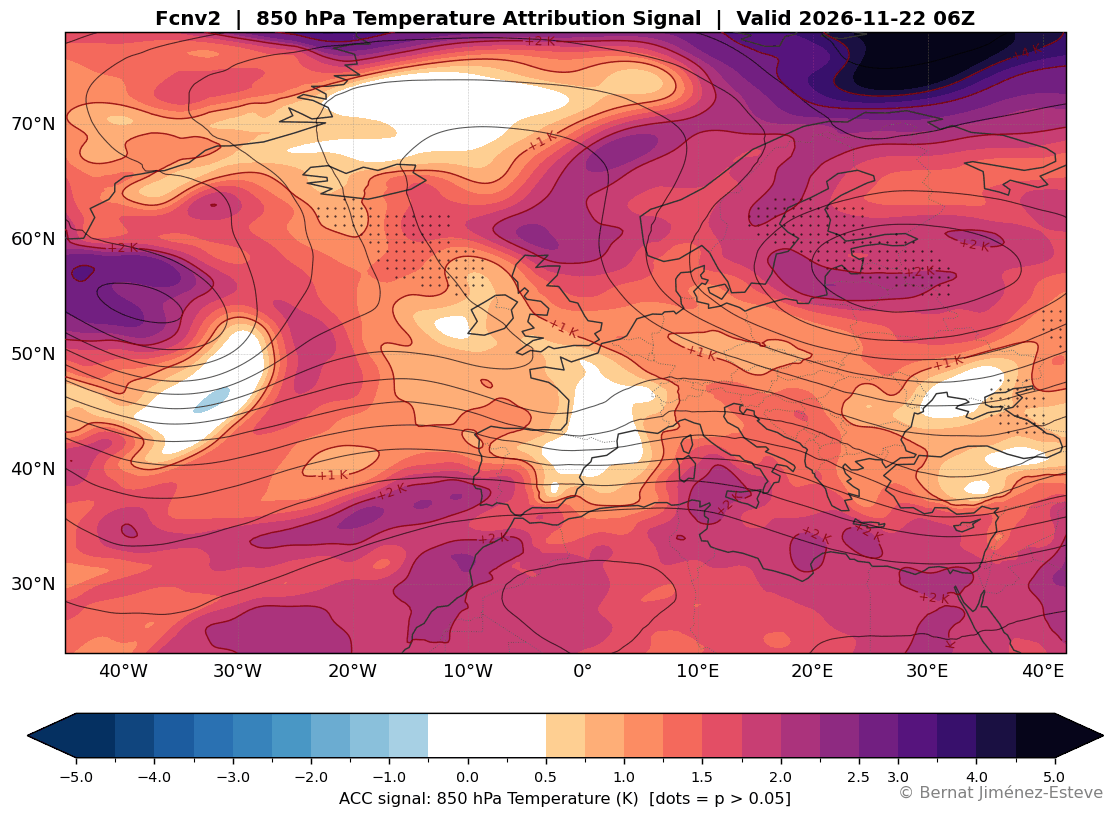 Fcnv2 | 850 hPa Temperature Attribution Signal | Valid 2026-11-22 06Z
+2 K
+4 K
70°N
+1 K
60°N
+2 K
+2 K
+2 K
50°N
+1 K
+1 K
+1 K
40°N
+1 K
+2 K
+2 K
+2 K
+2 K
+2 K
30°N
+2 K
K
40°W 30°W 20°W 10°W 0° 10°E 20°E 30°E 40°E
−5.0 −4.0 −3.0 −2.0 −1.0 0.0 0.5 1.0 1.5 2.0 2.5 3.0 4.0 5.0
ACC signal: 850 hPa Temperature (K) [dots = p > 0.05]
© Bernat Jiménez-Esteve